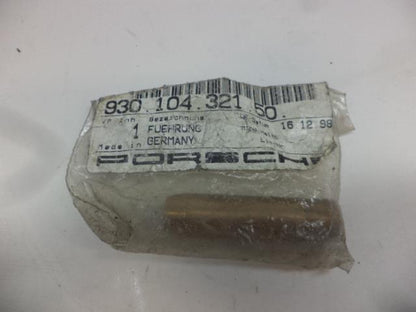 930.104.321.50.
1 FUEHRUNG 16.12.98
Made in GERMANY
PORSCHE